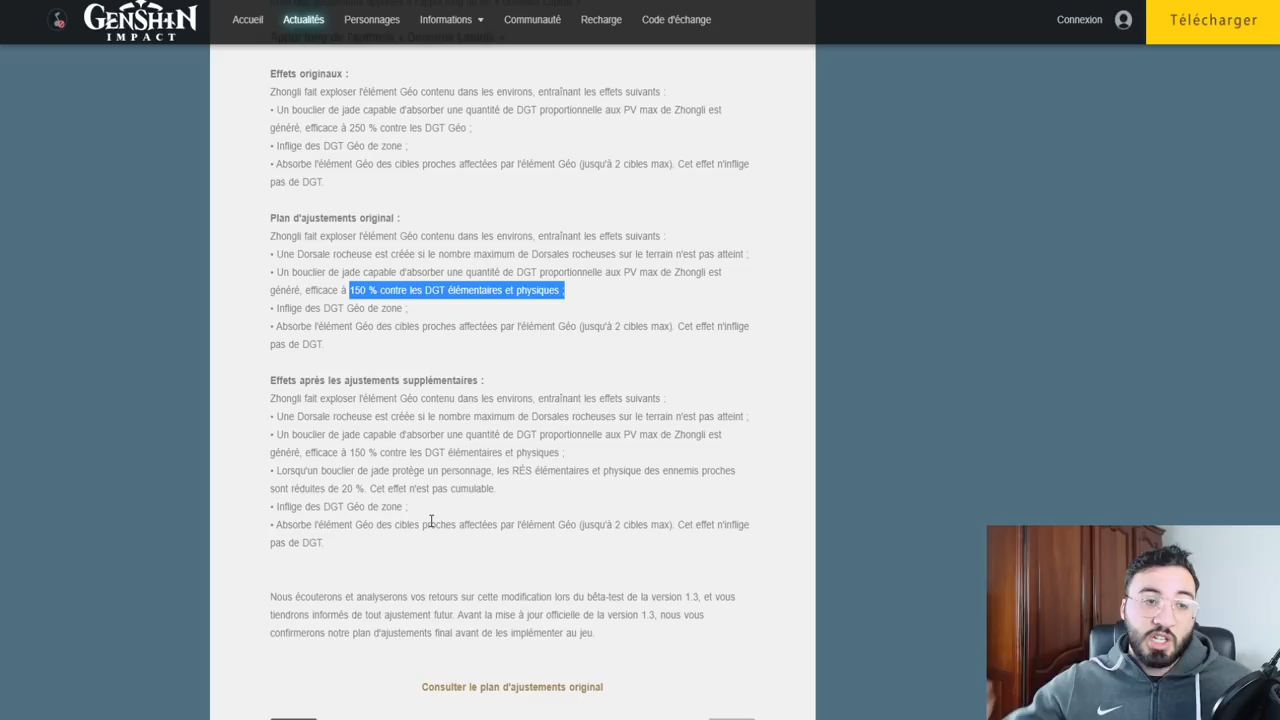 GENSHIN
IMPACT
Accueil
Actualités
Personnages
Informations
Communauté
Recharge
Code d'échange
Connexion
Télécharger
Effets originaux :
Zhongli fait exploser l'élément Géo contenu dans les environs, entraînant les effets suivants :
• Un bouclier de jade capable d'absorber une quantité de DGT proportionnelle aux PV max de Zhongli est
généré, efficace à 250 % contre les DGT Géo ;
• Inflige des DGT Géo de zone ;
• Absorbe l'élément Géo des cibles proches affectées par l'élément Géo (jusqu'à 2 cibles max). Cet effet n'inflige
pas de DGT.
Plan d'ajustements original :
Zhongli fait exploser l'élément Géo contenu dans les environs, entraînant les effets suivants :
• Une Dorsale rocheuse est créée si le nombre maximum de Dorsales rocheuses sur le terrain n'est pas atteint ;
• Un bouclier de jade capable d'absorber une quantité de DGT proportionnelle aux PV max de Zhongli est
généré, efficace à 150 % contre les DGT élémentaires et physiques ;
• Inflige des DGT Géo de zone ;
• Absorbe l'élément Géo des cibles proches affectées par l'élément Géo (jusqu'à 2 cibles max). Cet effet n'inflige
pas de DGT.
Effets après les ajustements supplémentaires :
Zhongli fait exploser l'élément Géo contenu dans les environs, entraînant les effets suivants :
• Une Dorsale rocheuse est créée si le nombre maximum de Dorsales rocheuses sur le terrain n'est pas atteint ;
• Un bouclier de jade capable d'absorber une quantité de DGT proportionnelle aux PV max de Zhongli est
généré, efficace à 150 % contre les DGT élémentaires et physiques ;
• Lorsqu'un bouclier de jade protège un personnage, les RÉS élémentaires et physique des ennemis proches
sont réduites de 20 %. Cet effet n'est pas cumulable.
• Inflige des DGT Géo de zone ;
• Absorbe l'élément Géo des cibles proches affectées par l'élément Géo (jusqu'à 2 cibles max). Cet effet n'inflige
pas de DGT.
Nous écouterons et analyserons vos retours sur cette modification lors du bêta-test de la version 1.3, et vous
tiendrons informés de tout ajustement futur. Avant la mise à jour officielle de la version 1.3, nous vous
confirmerons notre plan d'ajustements final avant de les implémenter au jeu.
Consulter le plan d'ajustements original